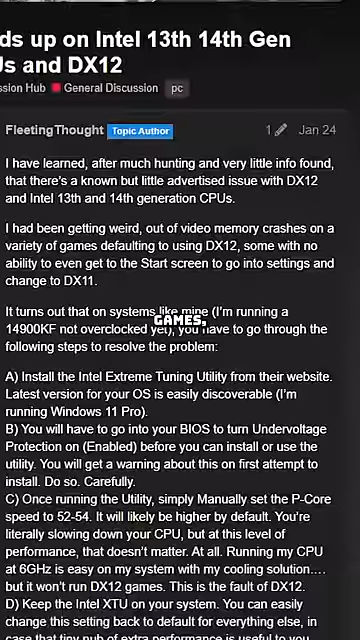 ds up on Intel 13th 14th Gen
Us and DX12
ssion Hub General Discussion pc
FleetingThought Topic Author 1 Jan 24
I have learned, after much hunting and very little info found,
that there's a known but little advertised issue with DX12
and Intel 13th and 14th generation CPUs.
I had been getting weird, out of video memory crashes on a
variety of games defaulting to using DX12, some with no
ability to even get to the Start screen to go into settings and
change to DX11.
It turns out that on systems like mine (I'm running a
GAMES,
14900KF not overclocked yet), you have to go through the
following steps to resolve the problem:
A) Install the Intel Extreme Tuning Utility from their website.
Latest version for your OS is easily discoverable (I'm
running Windows 11 Pro).
B) You will have to go into your BIOS to turn Undervoltage
Protection on (Enabled) before you can install or use the
utility. You will get a warning about this on first attempt to
install. Do so. Carefully.
C) Once running the Utility, simply Manually set the P-Core
speed to 52-54. It will likely be higher by default. You're
literally slowing down your CPU, but at this level of
performance, that doesn't matter. At all. Running my CPU
at 6GHz is easy on my system with my cooling solution....
but it won't run DX12 games. This is the fault of DX12.
D) Keep the Intel XTU on your system. You can easily
change this setting back to default for everything else, in
case that tiny nub of extra performance is useful to you